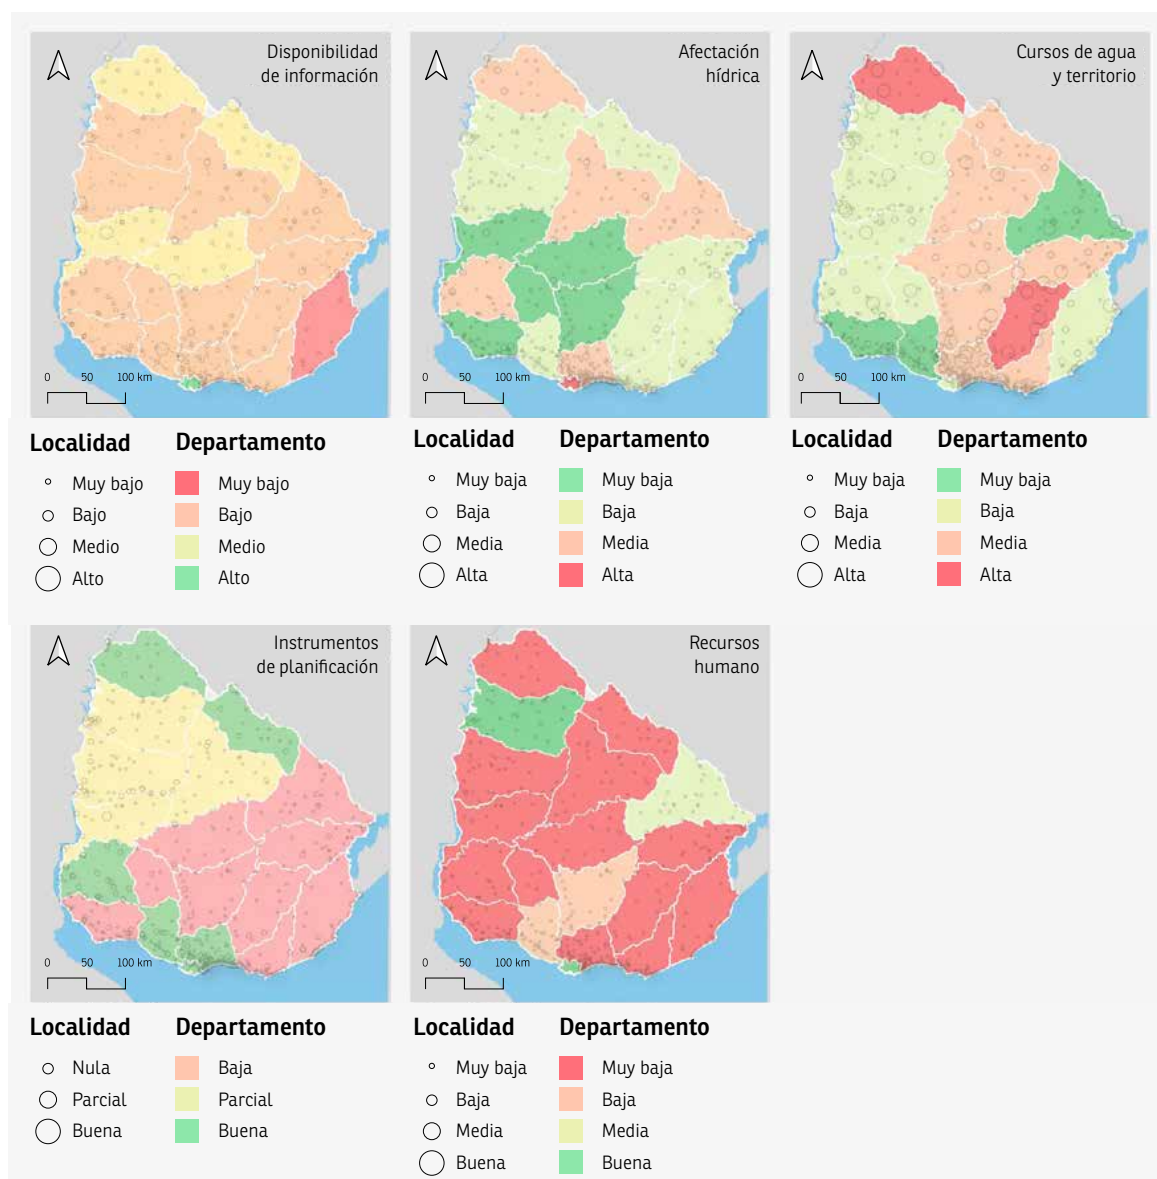 Disponibilidad
de información
0 50 100 km
Afectación
hídrica
0 50 100 km
Cursos de agua
y territorio
0 50 100 km
Localidad
Muy bajo
Bajo
Medio
Alto
Departamento
Muy bajo
Bajo
Medio
Alto
Localidad
Muy baja
Baja
Media
Alta
Departamento
Muy baja
Baja
Media
Alta
Localidad
Muy baja
Baja
Media
Alta
Departamento
Muy baja
Baja
Media
Alta
Instrumentos
de planificación
0 50 100 km
Recursos
humano
0 50 100 km
Localidad
Nula
Parcial
Buena
Departamento
Baja
Parcial
Buena
Localidad
Muy baja
Baja
Media
Buena
Departamento
Muy baja
Baja
Media
Buena